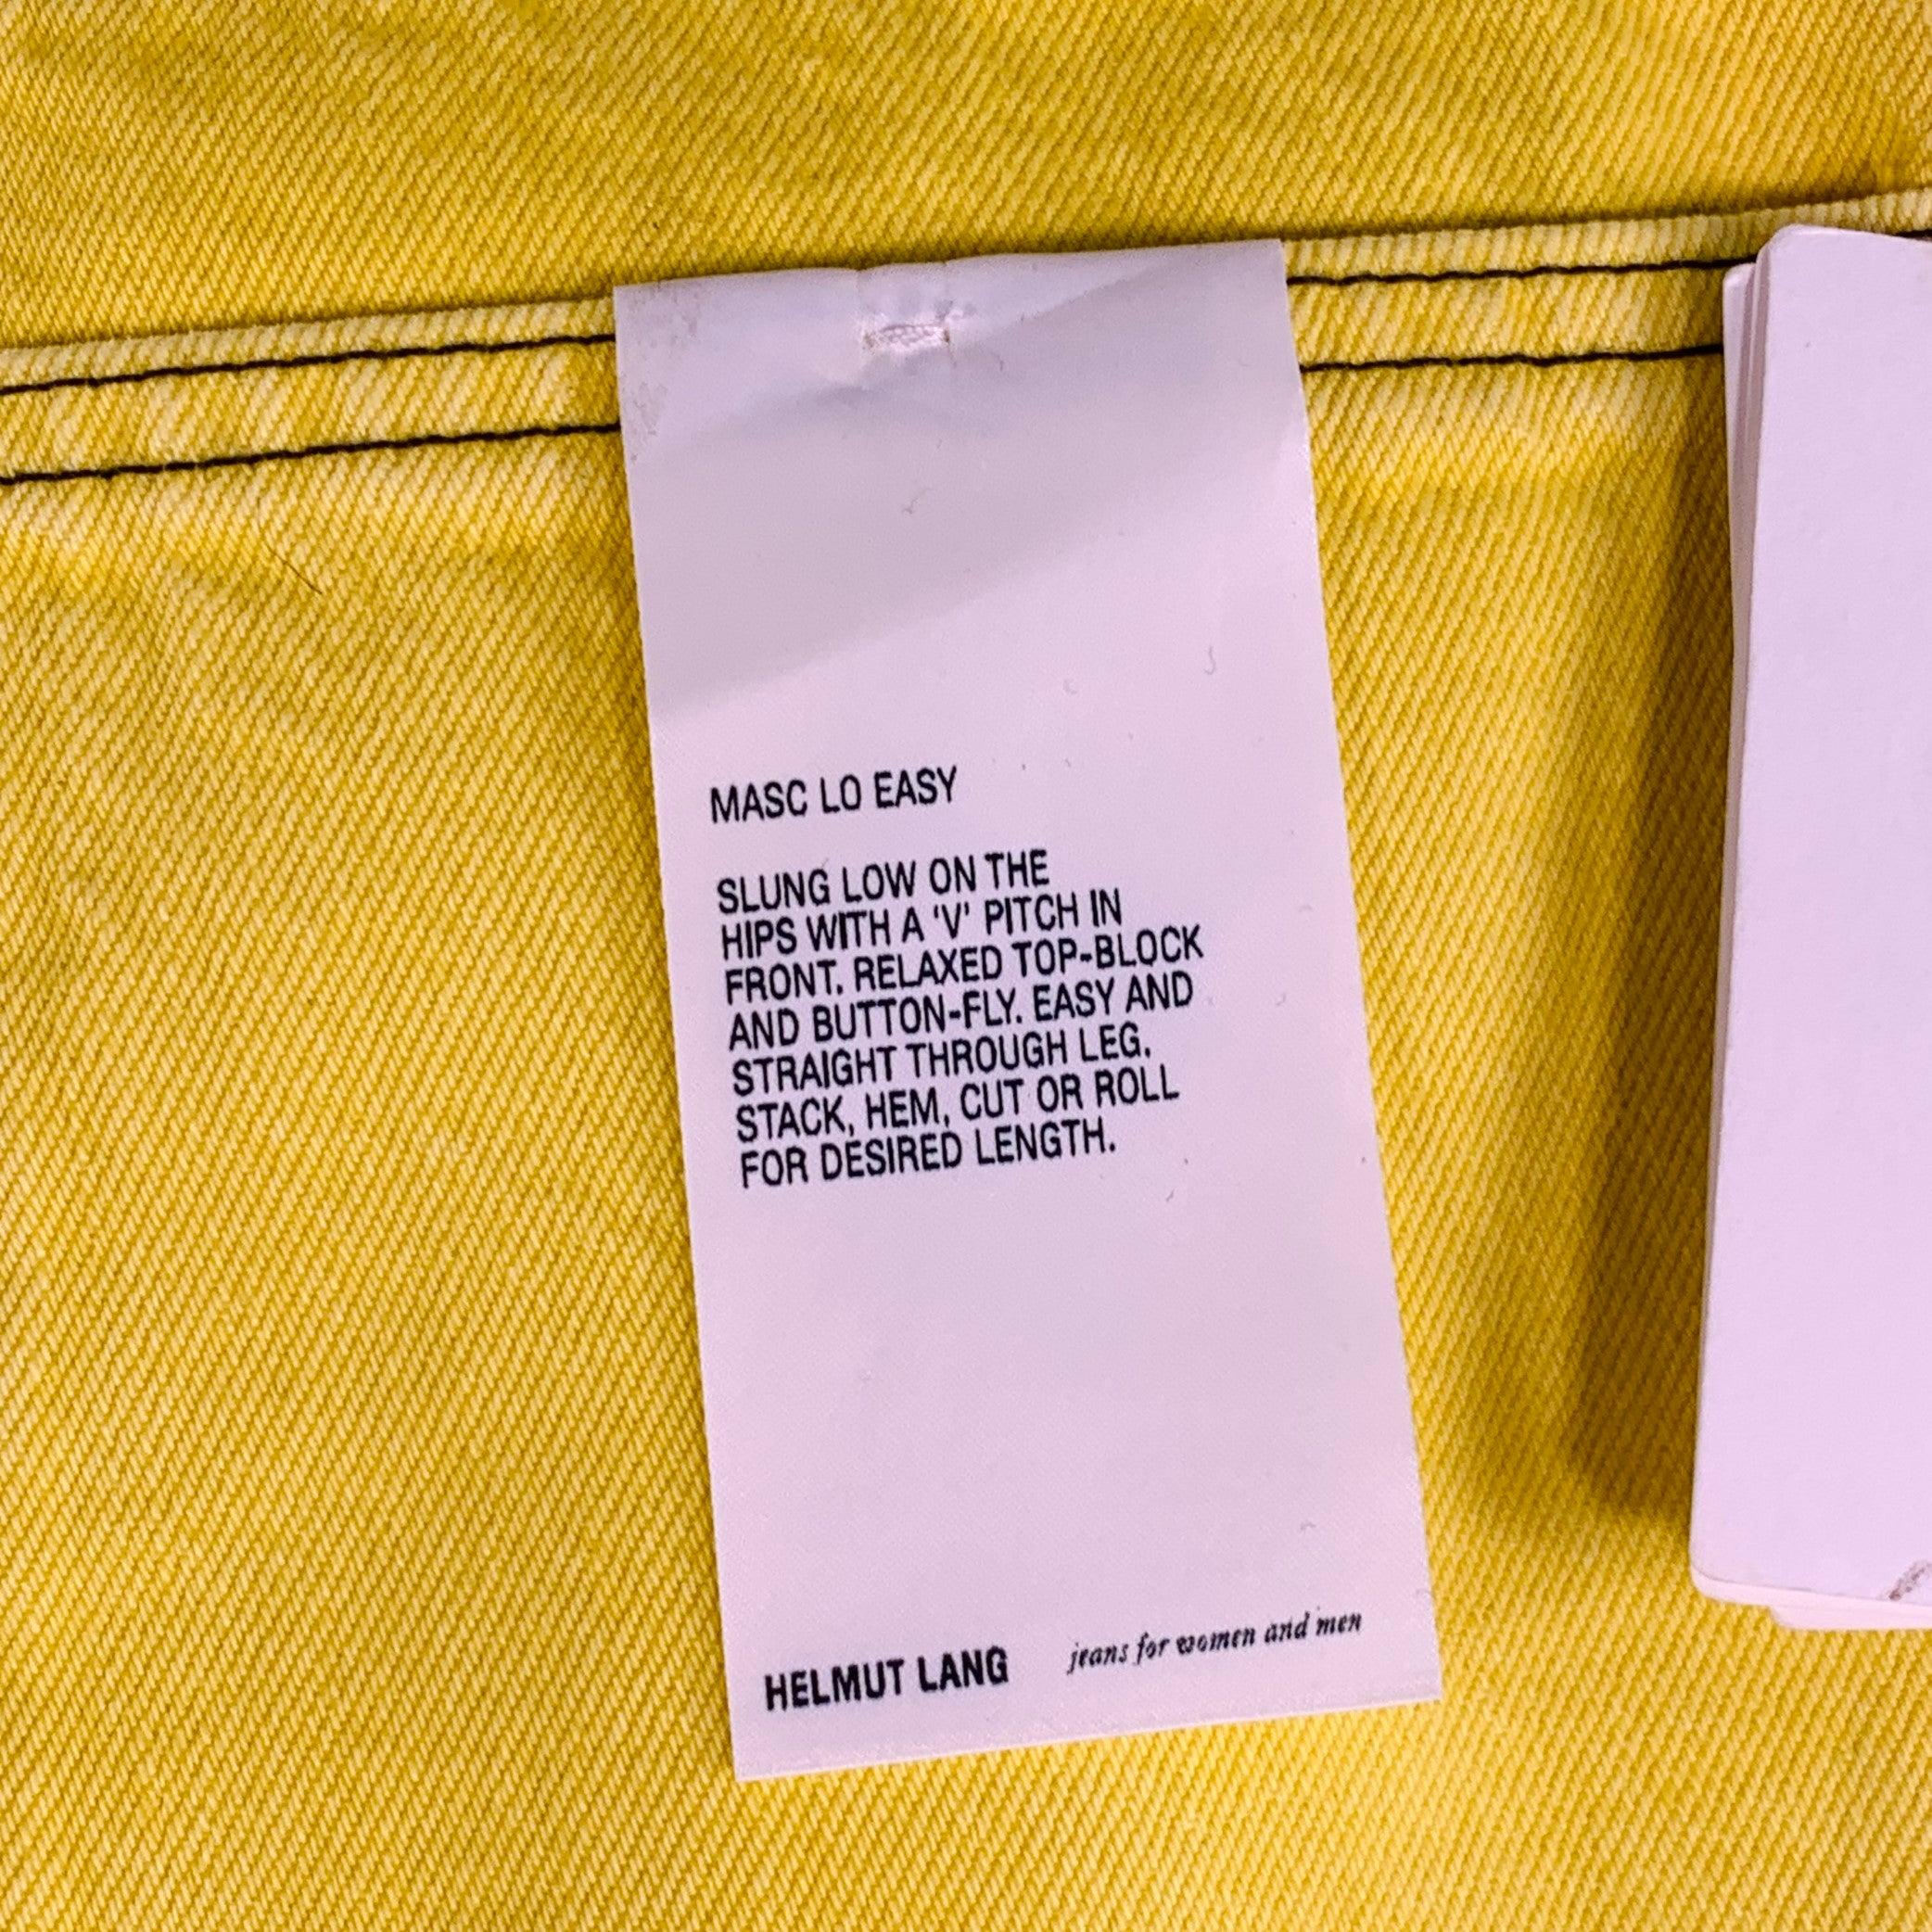 MASC LO EASY
SLUNG LOW ON THE
HIPS WITH A 'V' PITCH IN
FRONT. RELAXED TOP-BLOCK
AND BUTTON-FLY. EASY AND
STRAIGHT THROUGH LEG.
STACK, HEM, CUT OR ROLL
FOR DESIRED LENGTH.
HELMUT LANG jeans for women and men